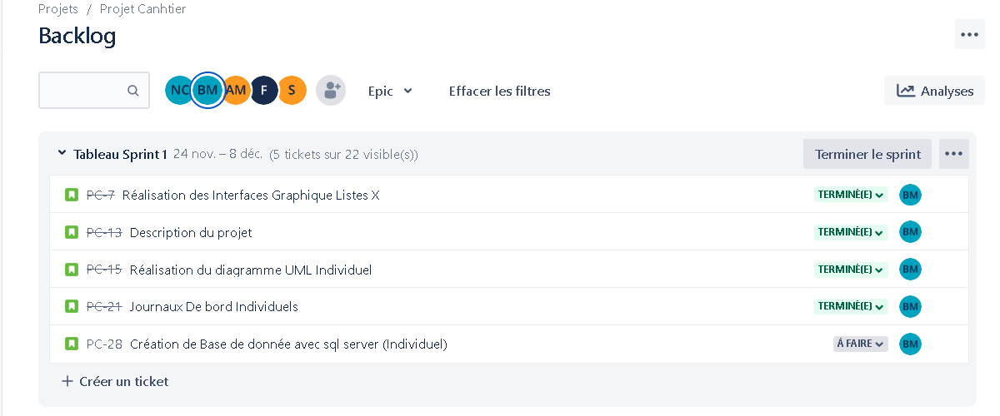 Projets / Projet Canhtier
Backlog
NC BM AM F S Epic Effacer les filtres Analyses
Tableau Sprint 1 24 nov. – 8 déc. (5 tickets sur 22 visible(s)) Terminer le sprint
PC-7 Réalisation des Interfaces Graphique Listes X TERMINÉ(E) BM
PC-13 Description du projet TERMINÉ(E) BM
PC-15 Réalisation du diagramme UML Individuel TERMINÉ(E) BM
PC-21 Journaux De bord Individuels TERMINÉ(E) BM
PC-28 Création de Base de donnée avec sql server (Individuel) À FAIRE BM
+ Créer un ticket